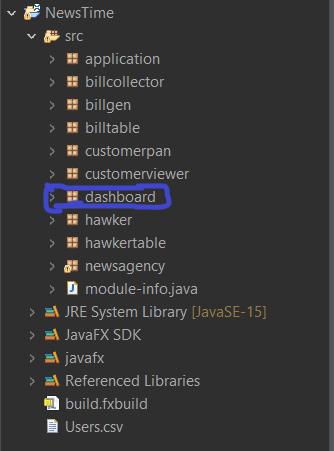 NewsTime
src
application
billcollector
billgen
billtable
customerpan
customerviewer
dashboard
hawker
hawkertable
newsagency
module-info.java
JRE System Library [JavaSE-15]
JavaFX SDK
javafx
Referenced Libraries
build.fxbuild
Users.csv